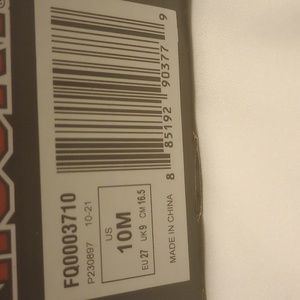 FQ0003710
P230897 10-21
US
10M
EU 27 UK 9 CM 16.5
8 85192 90377 9
MADE IN CHINA